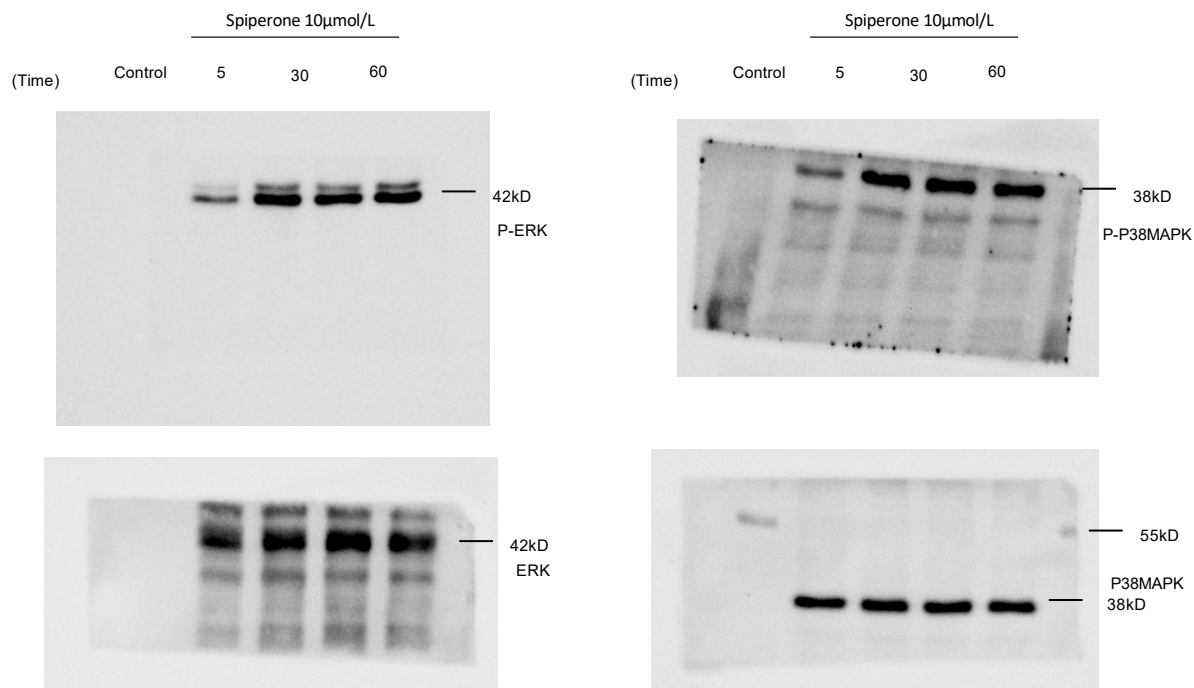 Spiperone 10μmol/L
(Time) Control 5 30 60
42kD
P-ERK
42kD
ERK
Spiperone 10μmol/L
(Time) Control 5 30 60
38kD
P-P38MAPK
55kD
P38MAPK
38kD